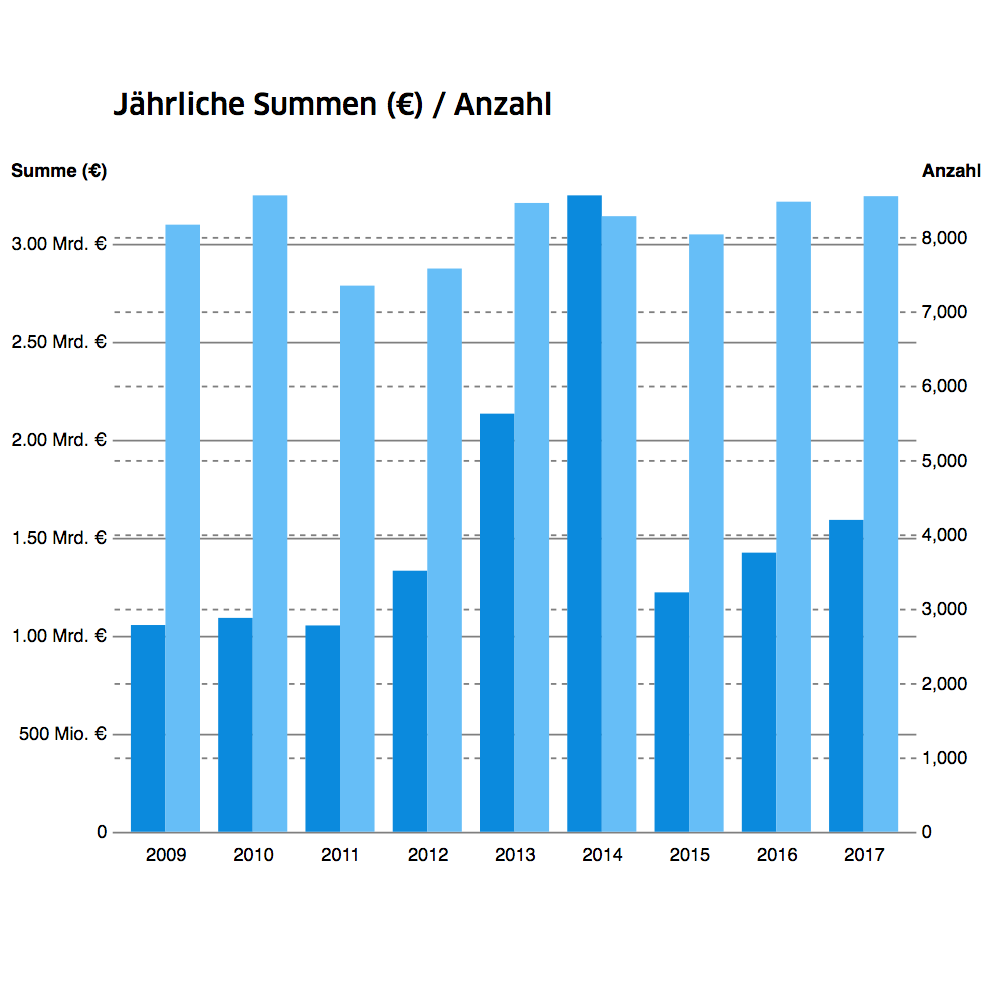 Jährliche Summen (€) / Anzahl
Summe (€)
Anzahl
3.00 Mrd. €
8,000
7,000
2.50 Mrd. €
6,000
2.00 Mrd. €
5,000
1.50 Mrd. €
4,000
3,000
1.00 Mrd. €
2,000
500 Mio. €
1,000
0
0
2009 2010 2011 2012 2013 2014 2015 2016 2017